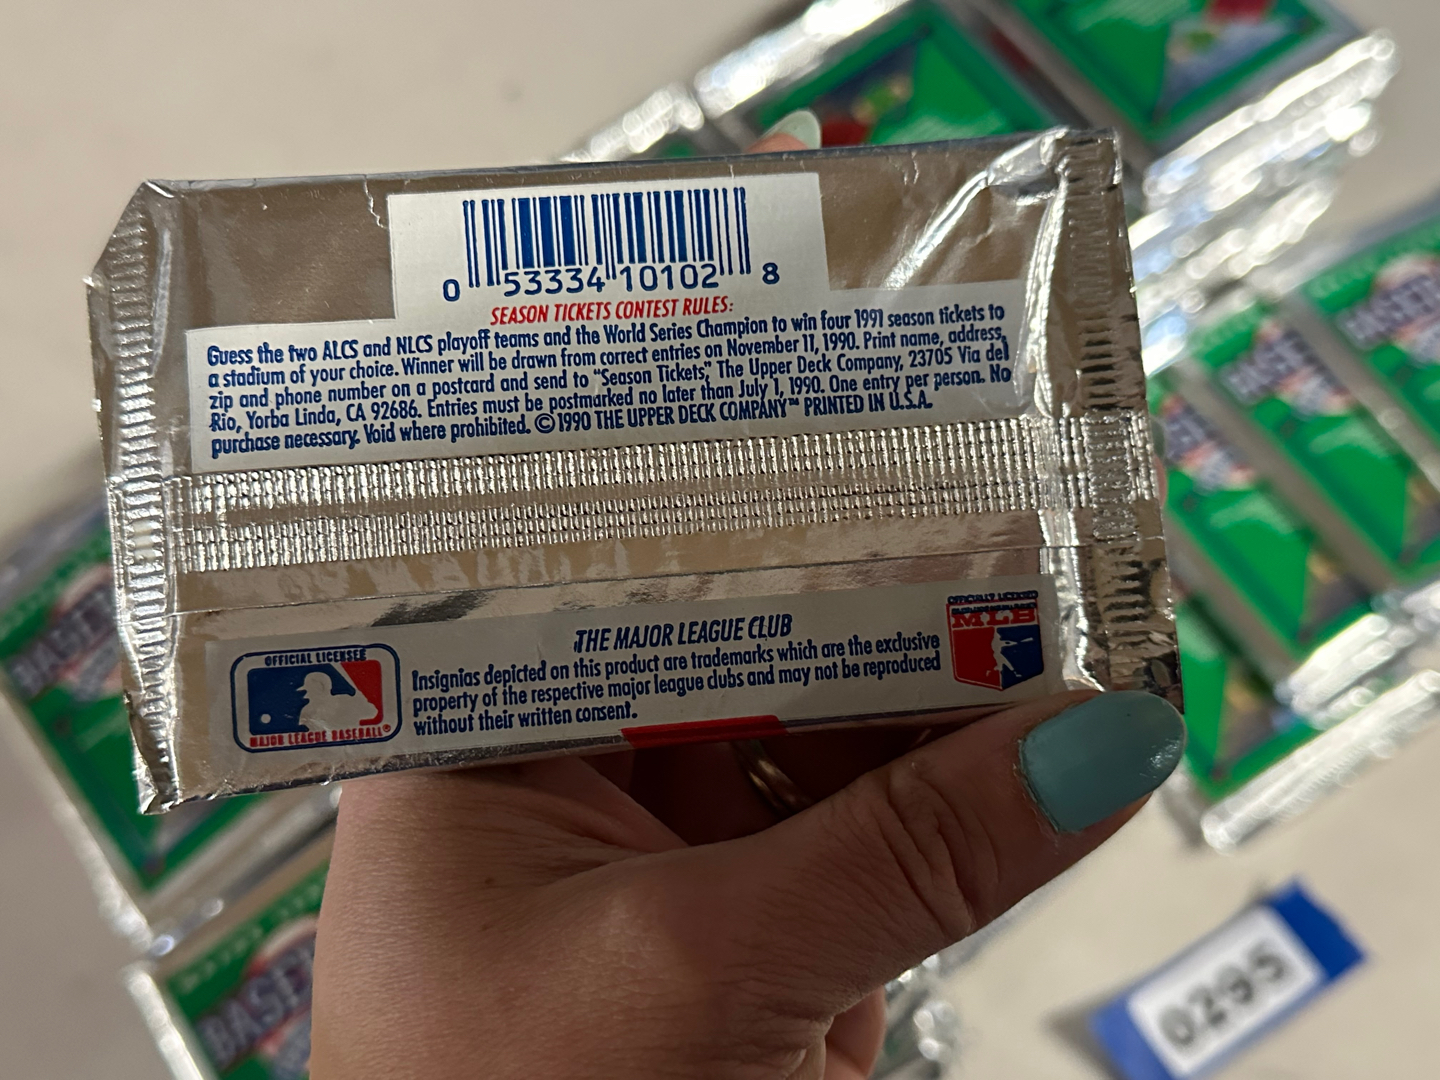 0 53334 10102 8
SEASON TICKETS CONTEST RULES:
Guess the two ALCS and NLCS playoff teams and the World Series Champion to win four 1991 season tickets to
a stadium of your choice. Winner will be drawn from correct entries on November 11, 1990. Print name, address,
zip and phone number on a postcard and send to "Season Tickets," The Upper Deck Company, 23705 Via del
Rio, Yorba Linda, CA 92686. Entries must be postmarked no later than July 1, 1990. One entry per person. No
purchase necessary. Void where prohibited. ©1990 THE UPPER DECK COMPANY™ PRINTED IN U.S.A.
OFFICIAL LICENSEE
MAJOR LEAGUE BASEBALL®
THE MAJOR LEAGUE CLUB
Insignias depicted on this product are trademarks which are the exclusive
property of the respective major league clubs and may not be reproduced
without their written consent.
OFFICIALLY LICENSED
MLB
0295